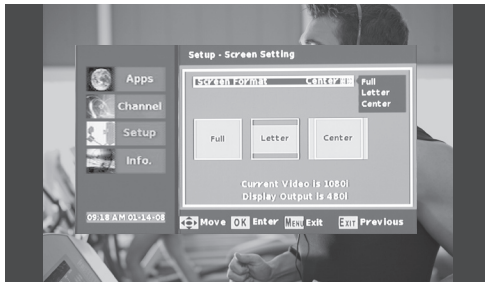 Setup - Screen Setting
Apps
Channel
Setup
Info.
Screen Format Center
Full
Letter
Center
Full Letter Center
Current Video is 1080i
Display Output is 480i
09:18 AM 01-14-08
Move OK Enter MENU Exit EXIT Previous